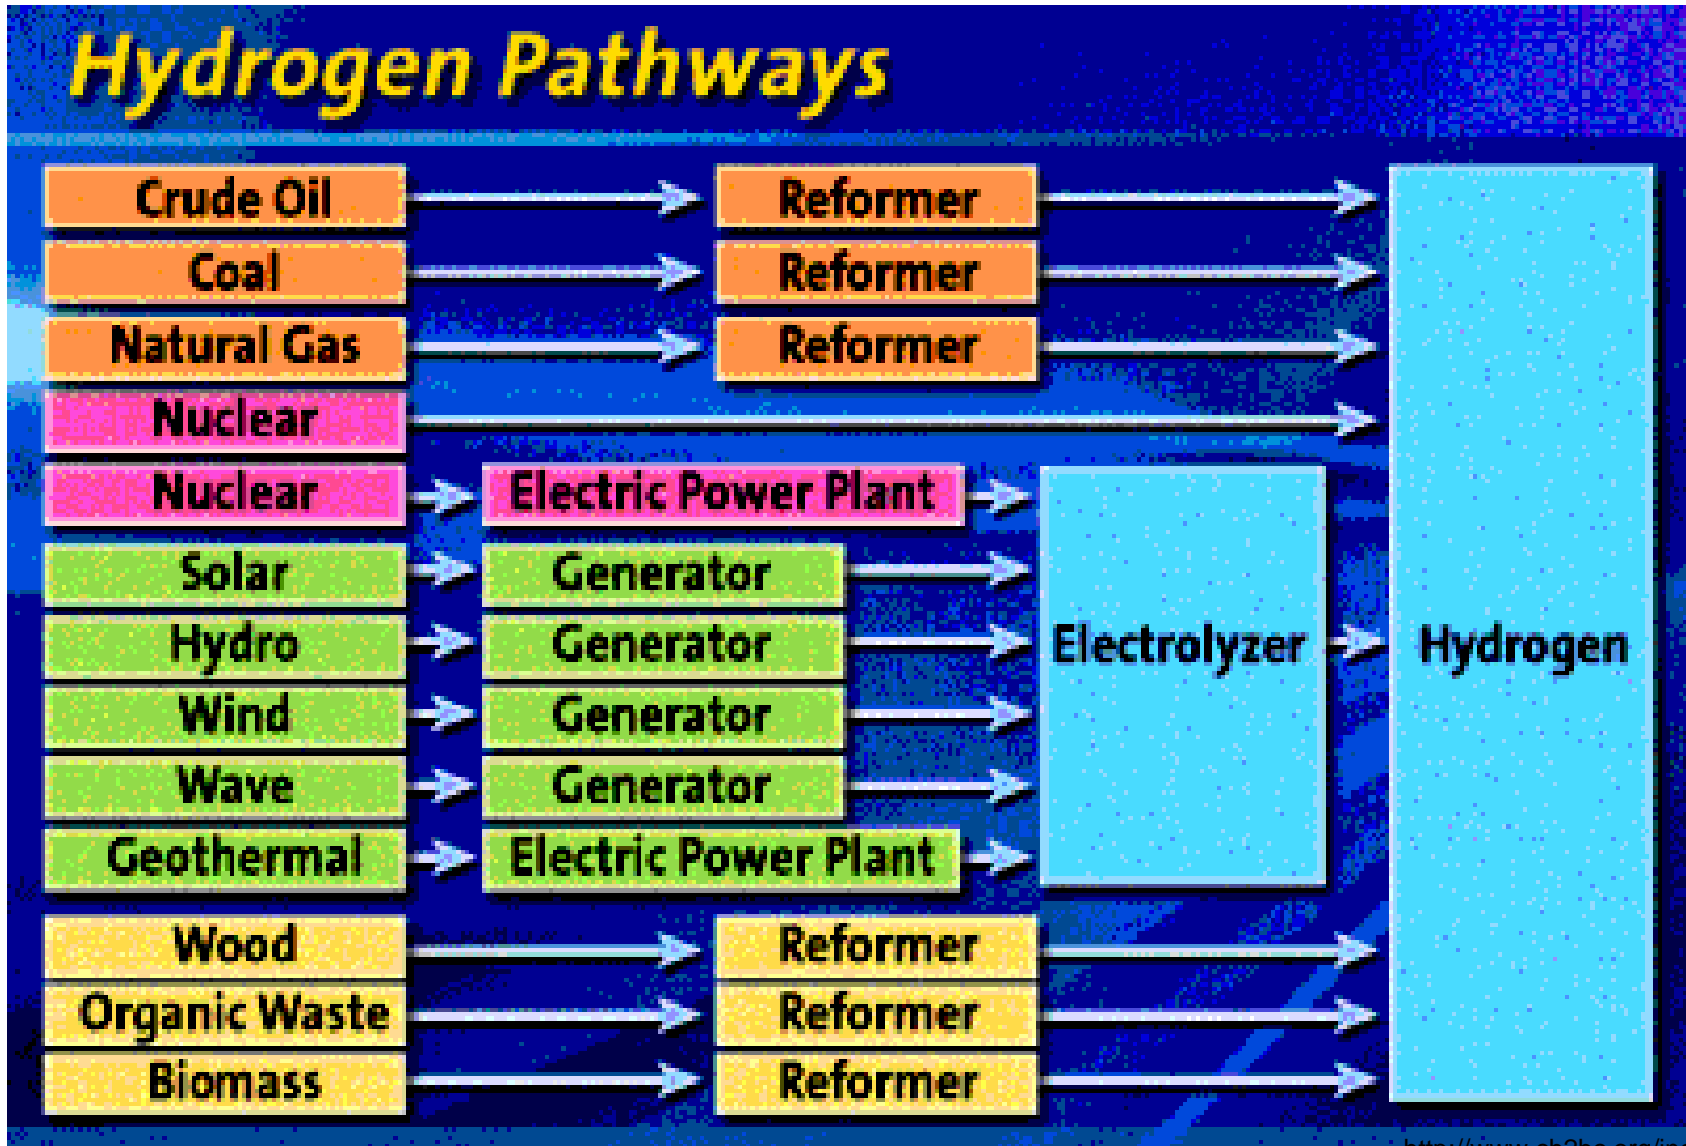 Hydrogen Pathways
Crude Oil Reformer
Coal Reformer
Natural Gas Reformer
Nuclear
Nuclear Electric Power Plant
Solar Generator
Hydro Generator Electrolyzer Hydrogen
Wind Generator
Wave Generator
Geothermal Electric Power Plant
Wood Reformer
Organic Waste Reformer
Biomass Reformer